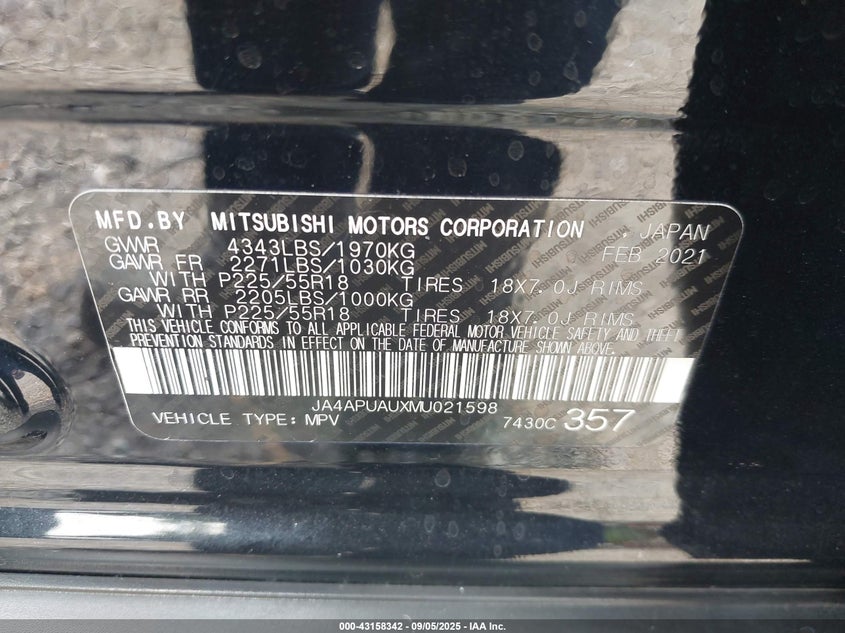 MFD.BY MITSUBISHI MOTORS CORPORATION , JAPAN
GWWR 4343LBS/1970KG FEB 2021
GAWR FR 2271LBS/1030KG
WITH P225/55R18 TIRES 18X7.0J RIMS
GAWR RR 2205LBS/1000KG
WITH P225/55R18 TIRES 18X7.0J RIMS
THIS VEHICLE CONFORMS TO ALL APPLICABLE FEDERAL MOTOR VEHICLE SAFETY AND THEFT
PREVENTION STANDARDS IN EFFECT ON THE DATE OF MANUFACTURE SHOWN ABOVE.
JA4APUAUXMU021598
VEHICLE TYPE: MPV 7430C 357
000-43158342 - 09/05/2025 - IAA Inc.